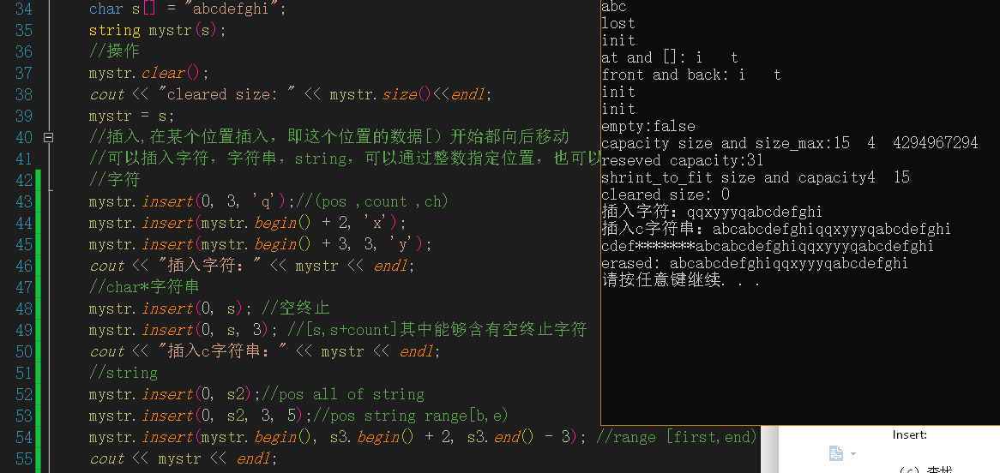 34 char s[] = "abcdefghi";
35 string mystr(s);
36 //操作
37 mystr.clear();
38 cout << "cleared size: " << mystr.size()<<endl;
39 mystr = s;
40 //插入,在某个位置插入，即这个位置的数据[）开始都向后移动
41 //可以插入字符，字符串，string，可以通过整数指定位置，也可以
42 //字符
43 mystr.insert(0, 3, 'q');//(pos ,count ,ch)
44 mystr.insert(mystr.begin() + 2, 'x');
45 mystr.insert(mystr.begin() + 3, 3, 'y');
46 cout << "插入字符：" << mystr << endl;
47 //char*字符串
48 mystr.insert(0, s); //空终止
49 mystr.insert(0, s, 3); //[s,s+count]其中能够含有空终止字符
50 cout << "插入c字符串：" << mystr << endl;
51 //string
52 mystr.insert(0, s2);//pos all of string
53 mystr.insert(0, s2, 3, 5);//pos string range[b,e)
54 mystr.insert(mystr.begin(), s3.begin() + 2, s3.end() - 3); //range [first,end)
55 cout << mystr << endl;
abc
lost
init
at and []: i t
front and back: i t
init
init
empty:false
capacity size and size_max:15 4 4294967294
reseved capacity:31
shrint_to_fit size and capacity4 15
cleared size: 0
插入字符：qqxyyyqabcdefghi
插入c字符串：abcabcdefghiqqxyyyqabcdefghi
cdef*******abcabcdefghiqqxyyyqabcdefghi
erased: abcabcdefghiqqxyyyqabcdefghi
请按任意键继续. . .
Insert: